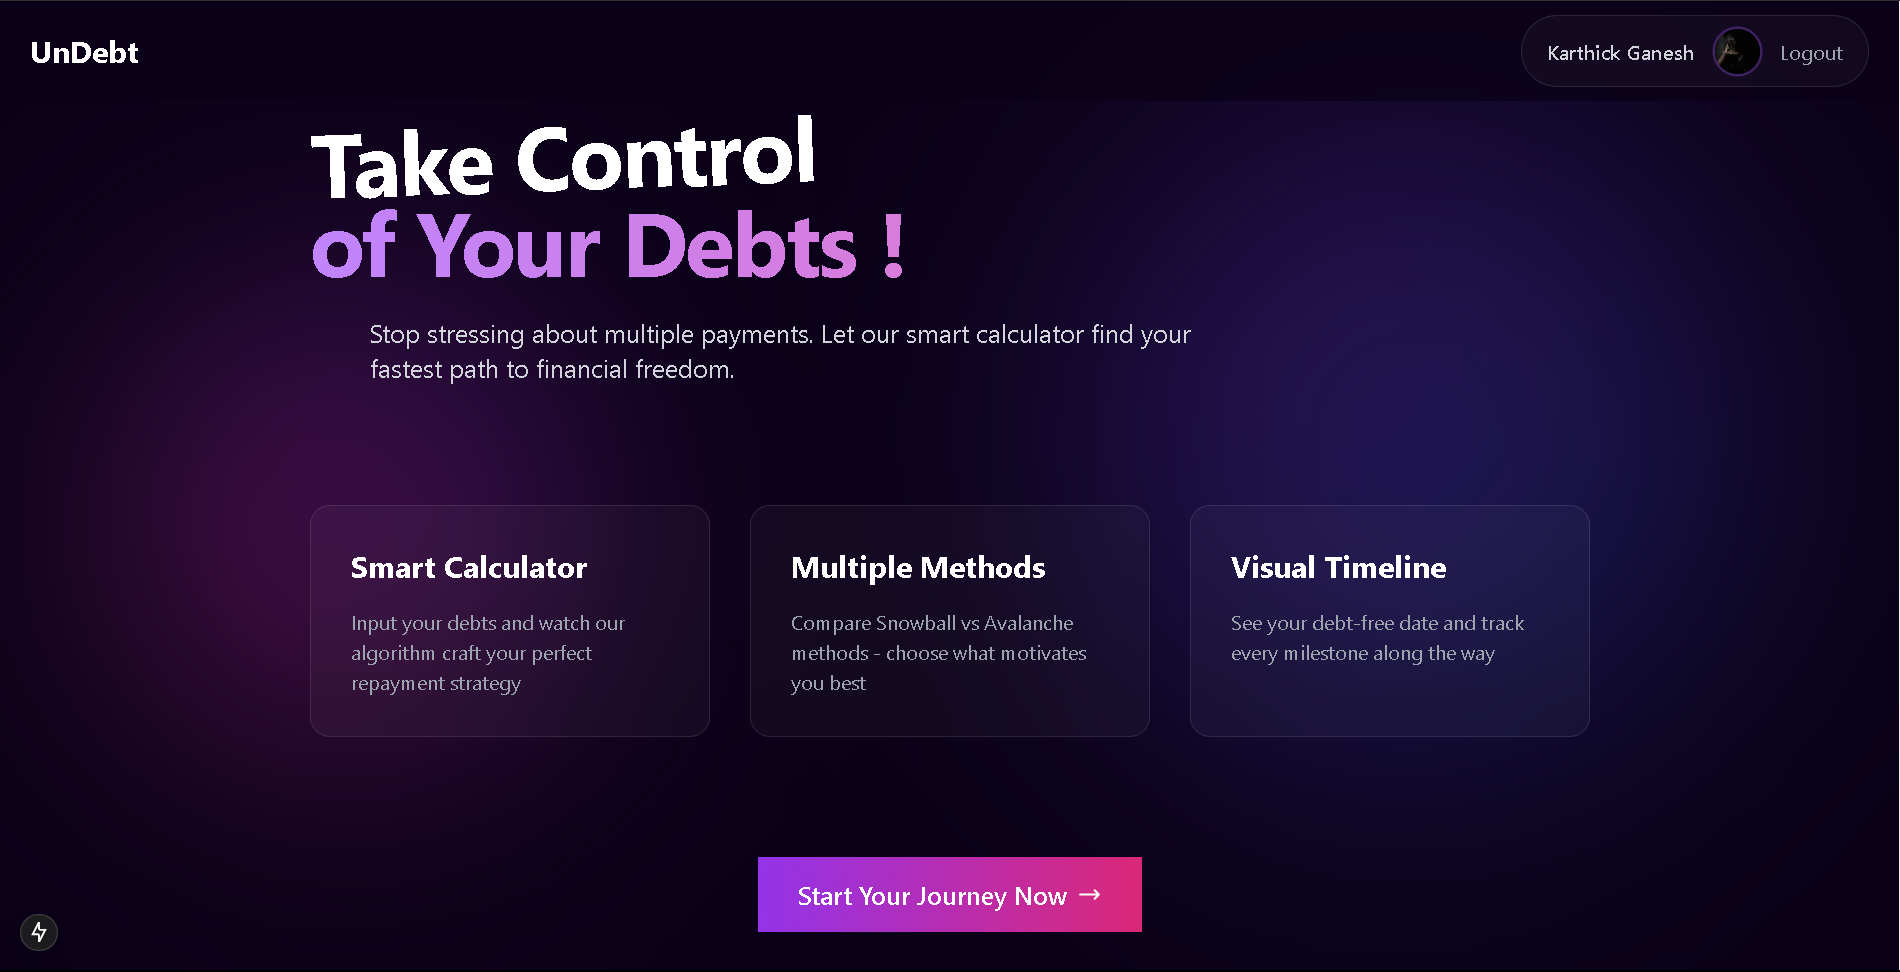 UnDebt
Karthick Ganesh
Logout
Take Control
of Your Debts !
Stop stressing about multiple payments. Let our smart calculator find your
fastest path to financial freedom.
Smart Calculator
Input your debts and watch our
algorithm craft your perfect
repayment strategy
Multiple Methods
Compare Snowball vs Avalanche
methods - choose what motivates
you best
Visual Timeline
See your debt-free date and track
every milestone along the way
Start Your Journey Now →